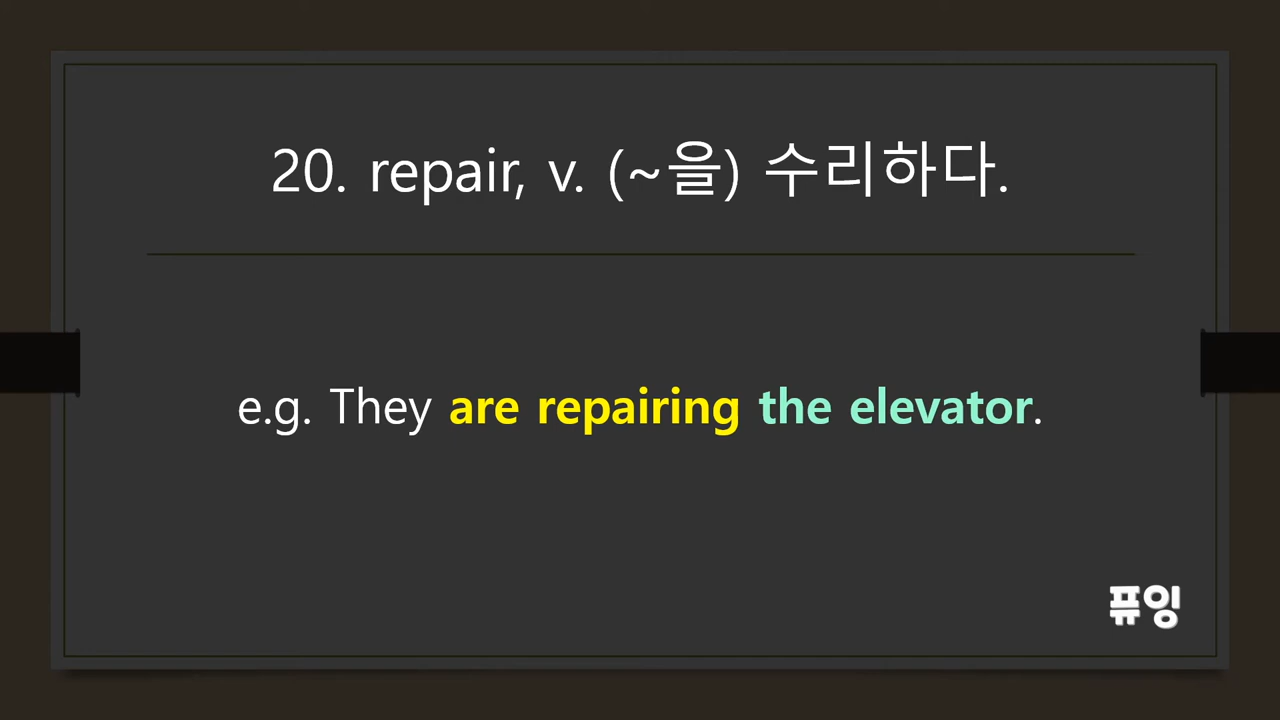 20. repair, v. (~을) 수리하다.
e.g. They are repairing the elevator.
퓨잉